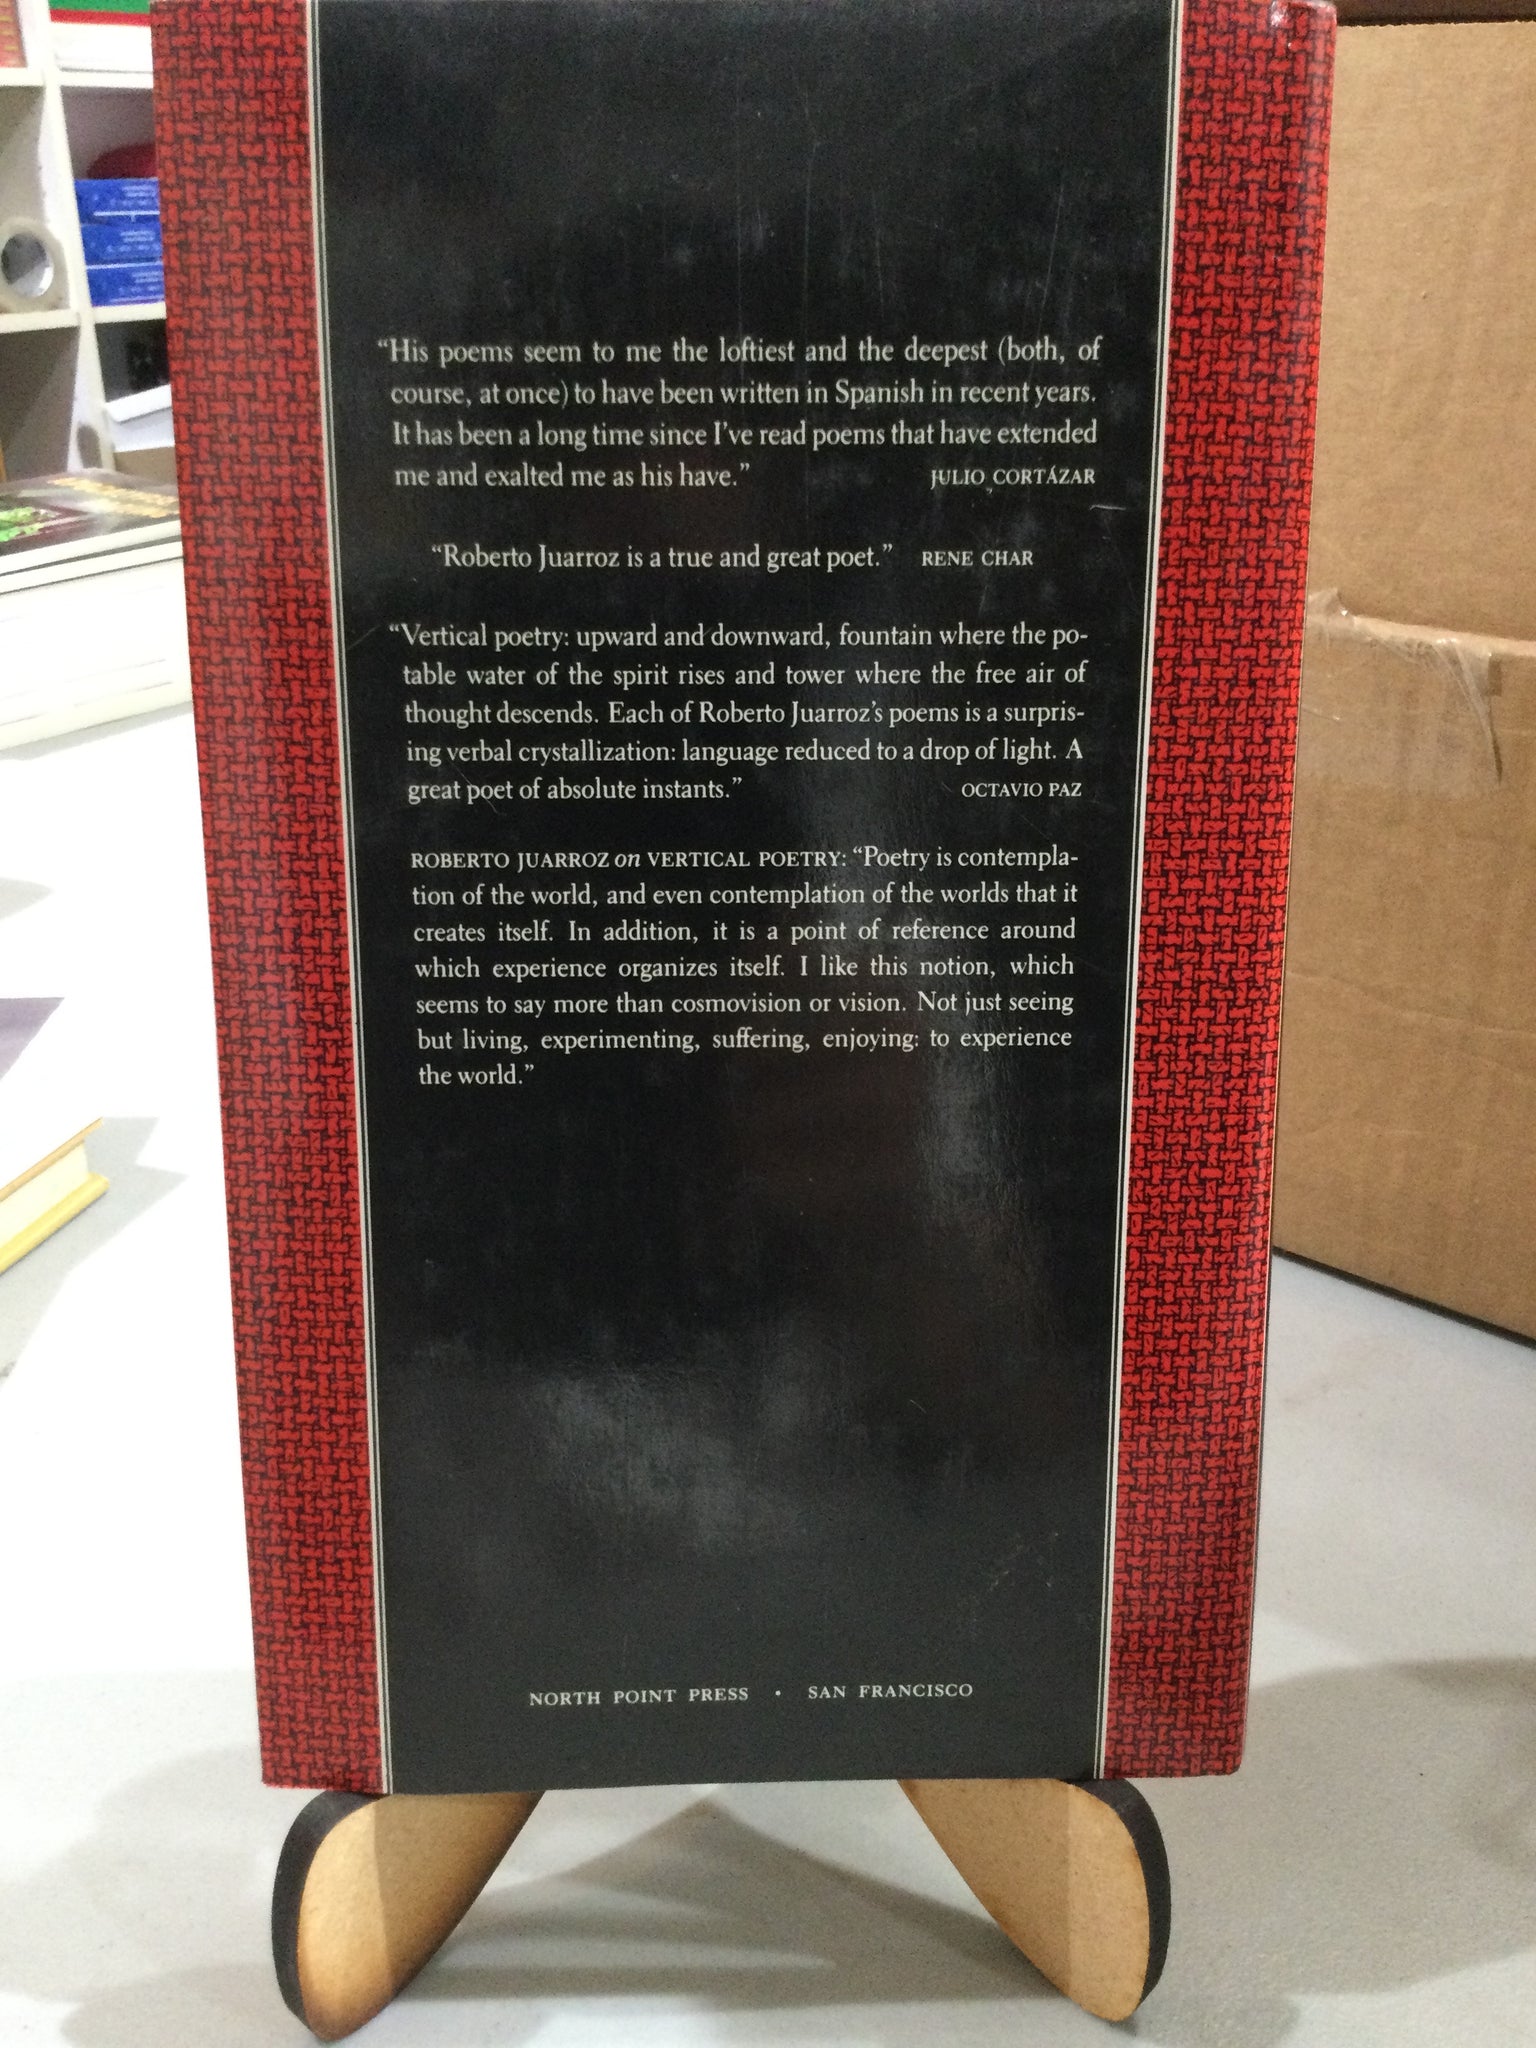 “His poems seem to me the loftiest and the deepest (both, of
course, at once) to have been written in Spanish in recent years.
It has been a long time since I’ve read poems that have extended
me and exalted me as his have.” JULIO CORTÁZAR
“Roberto Juarroz is a true and great poet.” RENE CHAR
“Vertical poetry: upward and downward, fountain where the po-
table water of the spirit rises and tower where the free air of
thought descends. Each of Roberto Juarroz’s poems is a surpris-
ing verbal crystallization: language reduced to a drop of light. A
great poet of absolute instants.” OCTAVIO PAZ
ROBERTO JUARROZ on VERTICAL POETRY: “Poetry is contempla-
tion of the world, and even contemplation of the worlds that it
creates itself. In addition, it is a point of reference around
which experience organizes itself. I like this notion, which
seems to say more than cosmovision or vision. Not just seeing
but living, experimenting, suffering, enjoying: to experience
the world.”
NORTH POINT PRESS • SAN FRANCISCO